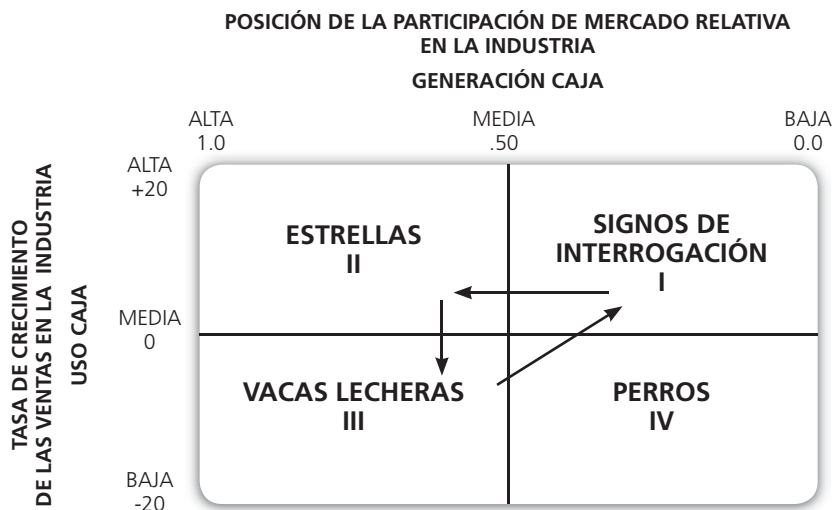 POSICIÓN DE LA PARTICIPACIÓN DE MERCADO RELATIVA
EN LA INDUSTRIA
GENERACIÓN CAJA
ALTA
1.0
MEDIA
.50
BAJA
0.0
TASA DE CRECIMIENTO
DE LAS VENTAS EN LA INDUSTRIA
USO CAJA
ALTA
+20
MEDIA
0
BAJA
-20
ESTRELLAS
II
SIGNOS DE
INTERROGACIÓN
I
VACAS LECHERAS
III
PERROS
IV